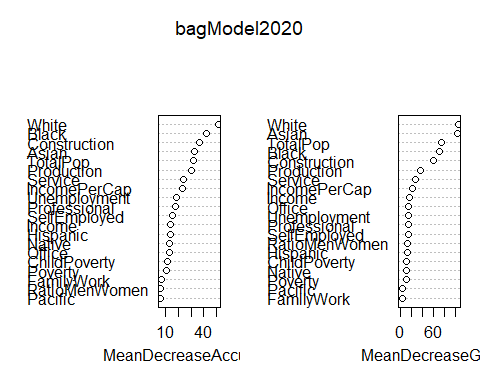 bagModel2020
White
Black
Construction
Asian
TotalPop
Production
Service
IncomePerCap
Unemployment
Professional
SelfEmployed
Income
Hispanic
Native
Office
ChildPoverty
Poverty
FamilyWork
RatioMenWomen
Pacific
10 40
MeanDecreaseAccu
White
Asian
TotalPop
Black
Construction
Production
Service
IncomePerCap
Income
Office
Unemployment
Professional
SelfEmployed
RatioMenWomen
Hispanic
ChildPoverty
Native
Poverty
Pacific
FamilyWork
0 60
MeanDecreaseG